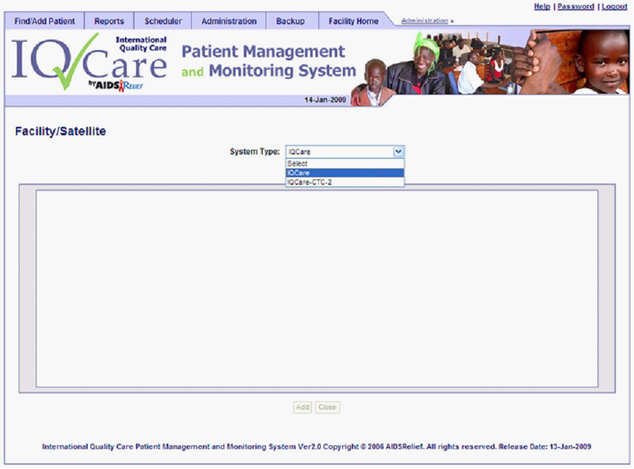 Help | Password | Logout
Find/Add Patient Reports Scheduler Administration Backup Facility Home Administration »
IQCare
International
Quality Care
by AIDSRelief
Patient Management
and Monitoring System
14-Jan-2009
Facility/Satellite
System Type: IQCare
Select
IQCare
IQCare-CTC-2
Add Close
International Quality Care Patient Management and Monitoring System Ver2.0 Copyright © 2006 AIDSRelief. All rights reserved. Release Date: 13-Jan-2009